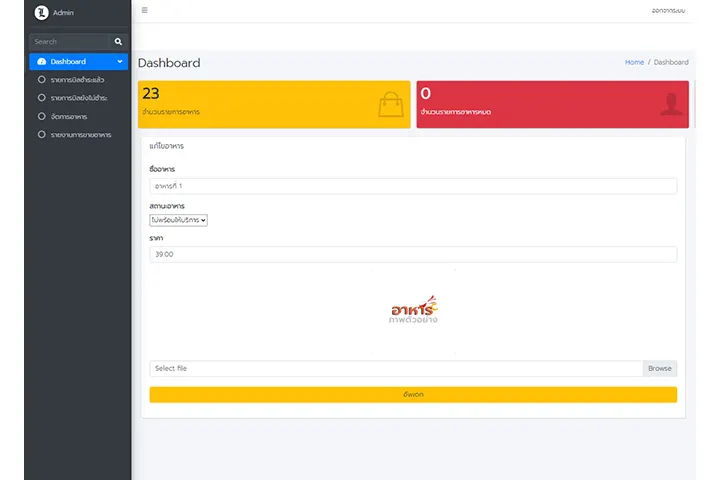 Admin
ออกจากระบบ
Search
Dashboard
รายการบิลชำระแล้ว
รายการบิลยังไม่ชำระ
จัดการอาหาร
รายงานการขายอาหาร
Dashboard
Home / Dashboard
23
จำนวนรายการอาหาร
0
จำนวนรายการอาหารหมด
แก้ไขอาหาร
ชื่ออาหาร
อาหารที่ 1
สถานะอาหาร
ไม่พร้อมให้บริการ
ราคา
39.00
อาหาร
ภาพตัวอย่าง
Select file
Browse
อัพเดท